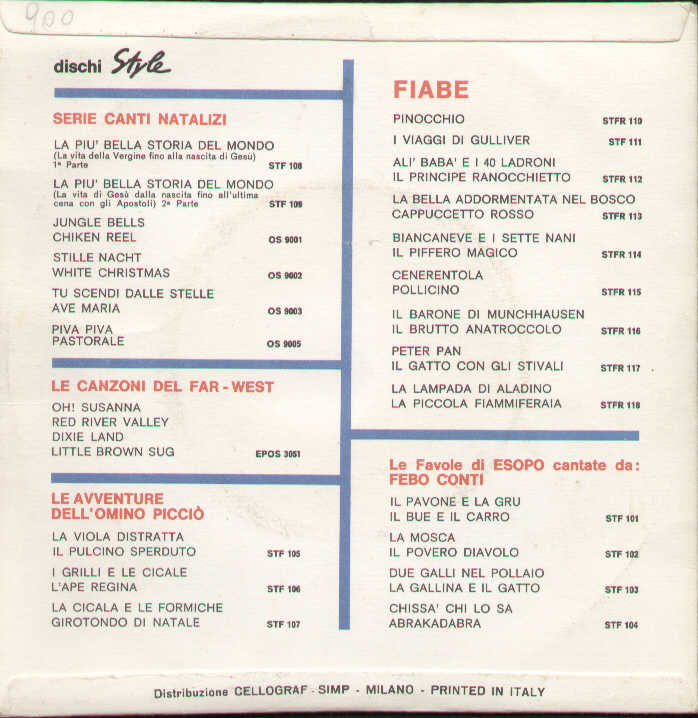 900
dischi Style
SERIE CANTI NATALIZI
LA PIU' BELLA STORIA DEL MONDO
(La vita della Vergine fino alla nascita di Gesù)
1ª Parte STF 108
LA PIU' BELLA STORIA DEL MONDO
(La vita di Gesù dalla nascita fino all'ultima
cena con gli Apostoli) 2ª Parte STF 109
JUNGLE BELLS
CHIKEN REEL OS 9001
STILLE NACHT
WHITE CHRISTMAS OS 9002
TU SCENDI DALLE STELLE
AVE MARIA OS 9003
PIVA PIVA
PASTORALE OS 9005
LE CANZONI DEL FAR-WEST
OH! SUSANNA
RED RIVER VALLEY
DIXIE LAND
LITTLE BROWN SUG EPOS 3051
LE AVVENTURE
DELL'OMINO PICCIÒ
LA VIOLA DISTRATTA
IL PULCINO SPERDUTO STF 105
I GRILLI E LE CICALE
L'APE REGINA STF 106
LA CICALA E LE FORMICHE
GIROTONDO DI NATALE STF 107
FIABE
PINOCCHIO STFR 110
I VIAGGI DI GULLIVER STF 111
ALI' BABA' E I 40 LADRONI
IL PRINCIPE RANOCCHIETTO STFR 112
LA BELLA ADDORMENTATA NEL BOSCO
CAPPUCCETTO ROSSO STFR 113
BIANCANEVE E I SETTE NANI
IL PIFFERO MAGICO STFR 114
CENERENTOLA
POLLICINO STFR 115
IL BARONE DI MUNCHHAUSEN
IL BRUTTO ANATROCCOLO STFR 116
PETER PAN
IL GATTO CON GLI STIVALI STFR 117
LA LAMPADA DI ALADINO
LA PICCOLA FIAMMIFERAIA STFR 118
Le Favole di ESOPO cantate da:
FEBO CONTI
IL PAVONE E LA GRU
IL BUE E IL CARRO STF 101
LA MOSCA
IL POVERO DIAVOLO STF 102
DUE GALLI NEL POLLAIO
LA GALLINA E IL GATTO STF 103
CHISSA' CHI LO SA
ABRAKADABRA STF 104
Distribuzione CELLOGRAF - SIMP - MILANO - PRINTED IN ITALY